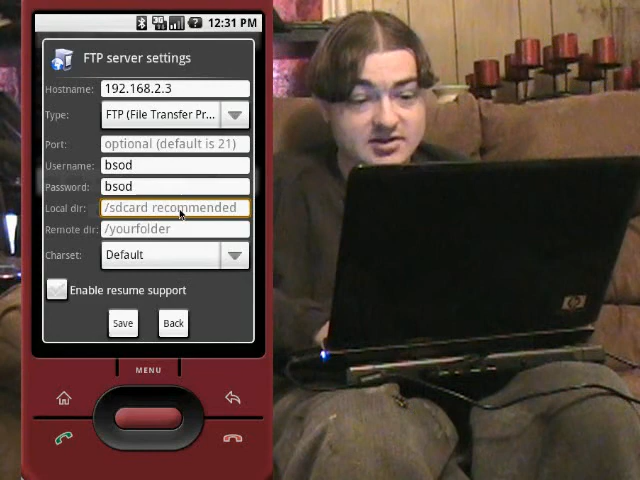 3G
?
12:31 PM
FTP server settings
Hostname: 192.168.2.3
Type: FTP (File Transfer Pr...
Port: optional (default is 21)
Username: bsod
Password: bsod
Local dir: /sdcard recommended
Remote dir: /yourfolder
Charset: Default
Enable resume support
Save Back
MENU
hp